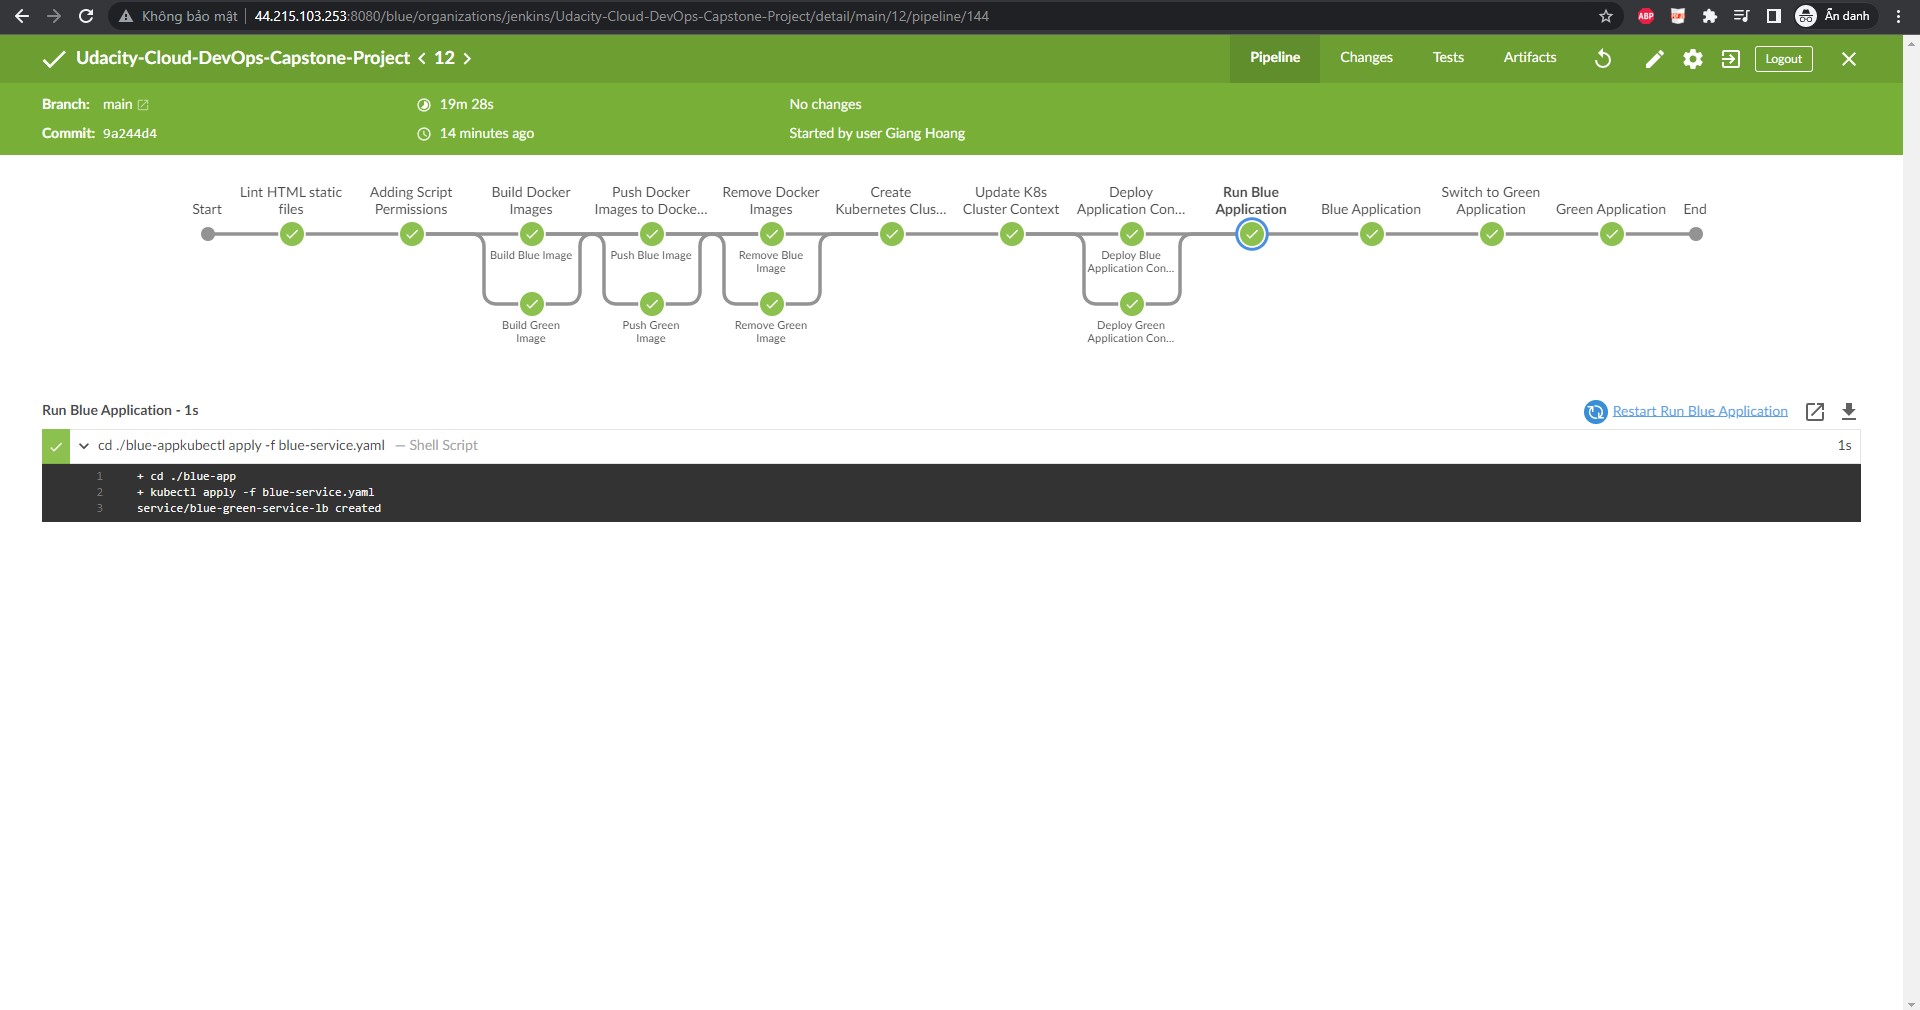 Không bảo mật | 44.215.103.253:8080/blue/organizations/jenkins/Udacity-Cloud-DevOps-Capstone-Project/detail/main/12/pipeline/144
ABP
Ẩn danh
Udacity-Cloud-DevOps-Capstone-Project < 12 >
Pipeline Changes Tests Artifacts Logout
Branch: main 19m 28s No changes
Commit: 9a244d4 14 minutes ago Started by user Giang Hoang
Start
Lint HTML static
files
Adding Script
Permissions
Build Docker
Images
Push Docker
Images to Docke...
Remove Docker
Images
Create
Kubernetes Clus...
Update K8s
Cluster Context
Deploy
Application Con...
Run Blue
Application
Blue Application
Switch to Green
Application
Green Application
End
Build Blue Image
Push Blue Image
Remove Blue
Image
Deploy Blue
Application Con...
Build Green
Image
Push Green
Image
Remove Green
Image
Deploy Green
Application Con...
Run Blue Application - 1s
Restart Run Blue Application
cd ./blue-appkubectl apply -f blue-service.yaml — Shell Script 1s
1 + cd ./blue-app
2 + kubectl apply -f blue-service.yaml
3 service/blue-green-service-lb created